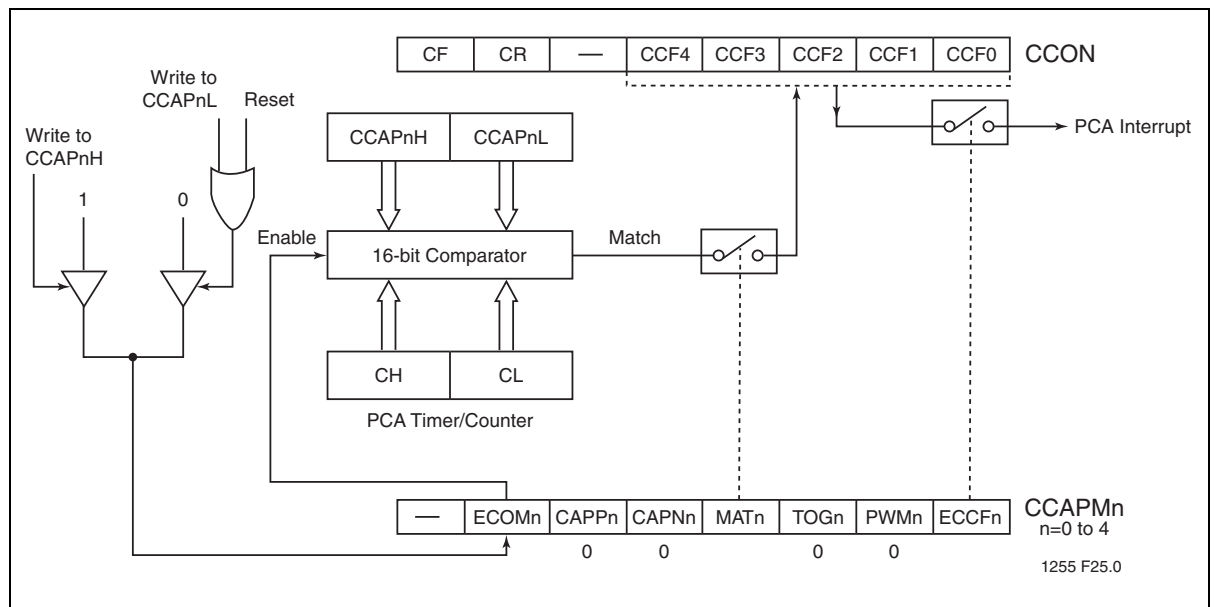 CF CR — CCF4 CCF3 CCF2 CCF1 CCF0 CCON
Write to
CCAPnL
Reset
Write to
CCAPnH
CCAPnH CCAPnL
PCA Interrupt
1 0
Enable
16-bit Comparator
Match
CH CL
PCA Timer/Counter
— ECOMn CAPPn CAPNn MATn TOGn PWMn ECCFn
CCAPMn
n=0 to 4
0 0 0 0
1255 F25.0